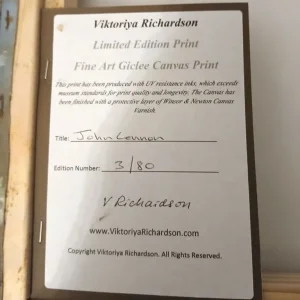 Viktoriya Richardson
Limited Edition Print
Fine Art Giclee Canvas Print
This print has been produced with UV resistance inks, which exceeds
museum standards for print quality and longevity. The Canvas has
been finished with a protective layer of Winsor & Newton Canvas
Varnish.
Title: John Lennon
Edition Number: 3/80
V Richardson
www.ViktoriyaRichardson.com
Copyright Viktoriya Richardson. All Rights Reserved.